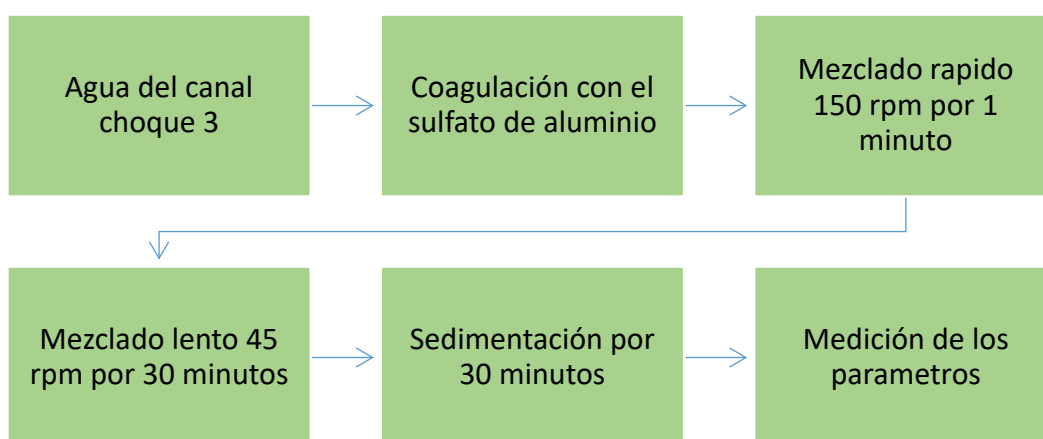 Agua del canal
choque 3
Coagulación con el
sulfato de aluminio
Mezclado rapido
150 rpm por 1
minuto
Mezclado lento 45
rpm por 30 minutos
Sedimentación por
30 minutos
Medición de los
parametros